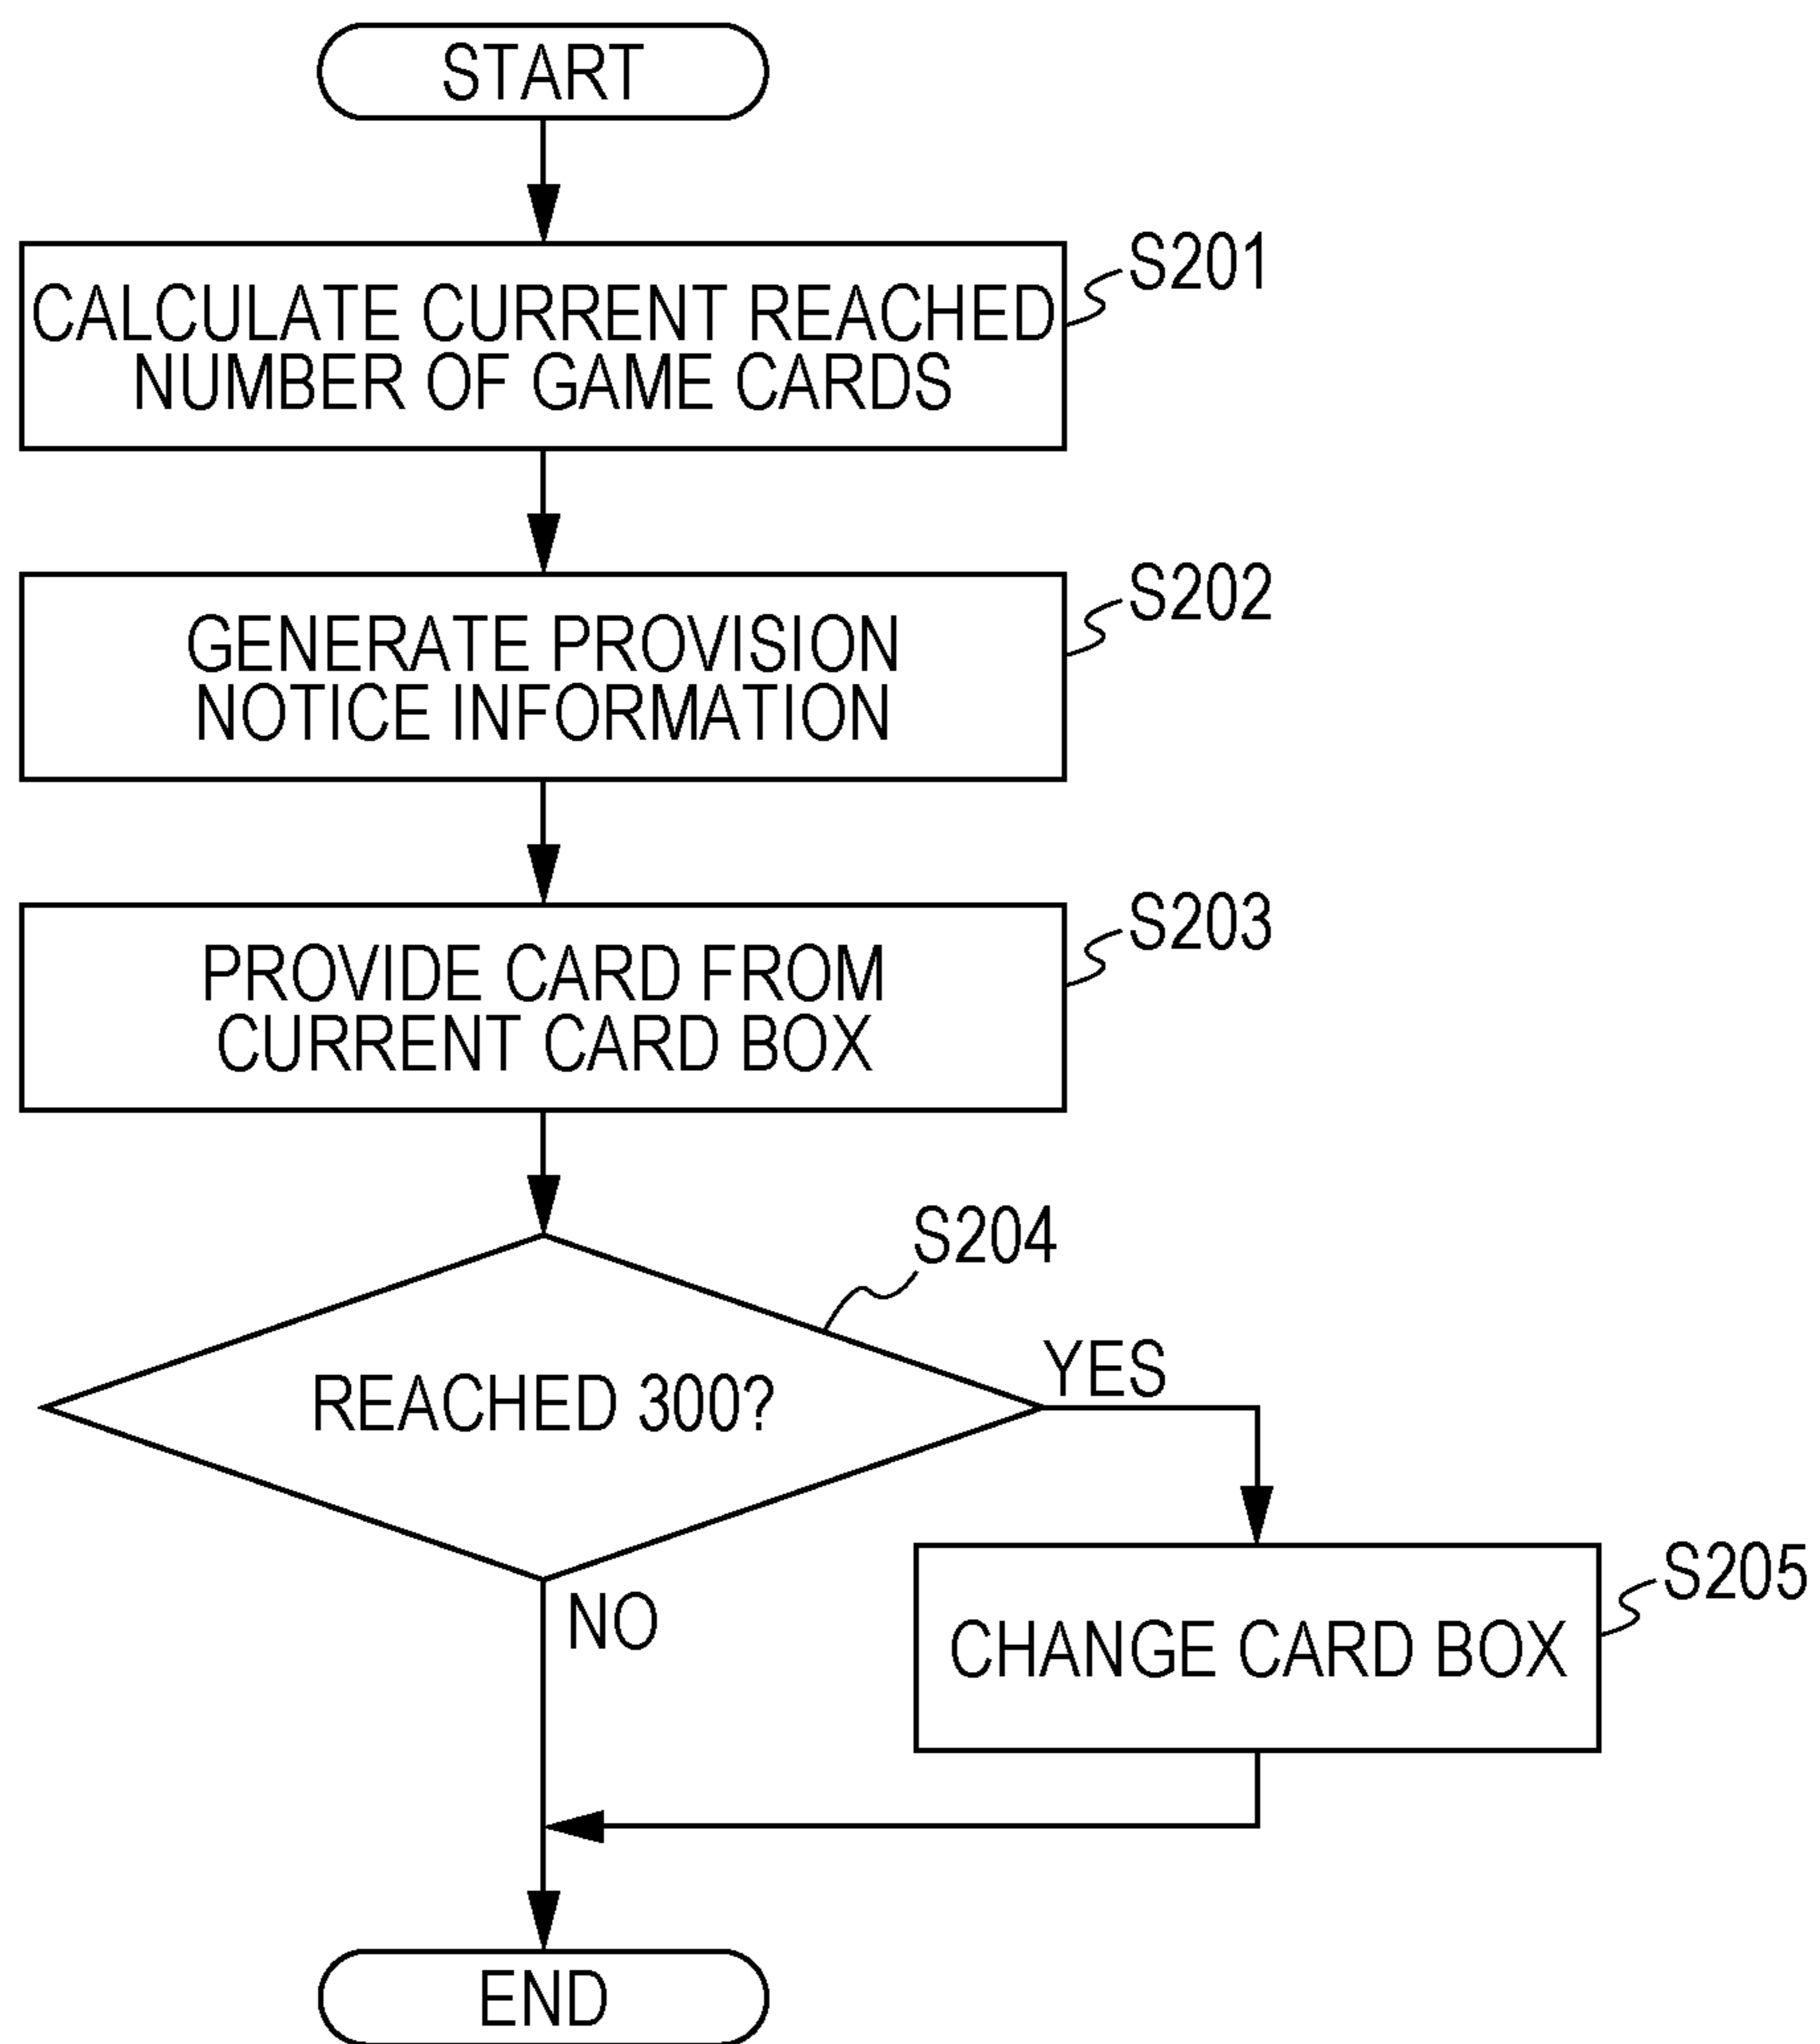 START
S201
CALCULATE CURRENT REACHED
NUMBER OF GAME CARDS
S202
GENERATE PROVISION
NOTICE INFORMATION
S203
PROVIDE CARD FROM
CURRENT CARD BOX
S204
REACHED 300?
YES
NO
S205
CHANGE CARD BOX
END